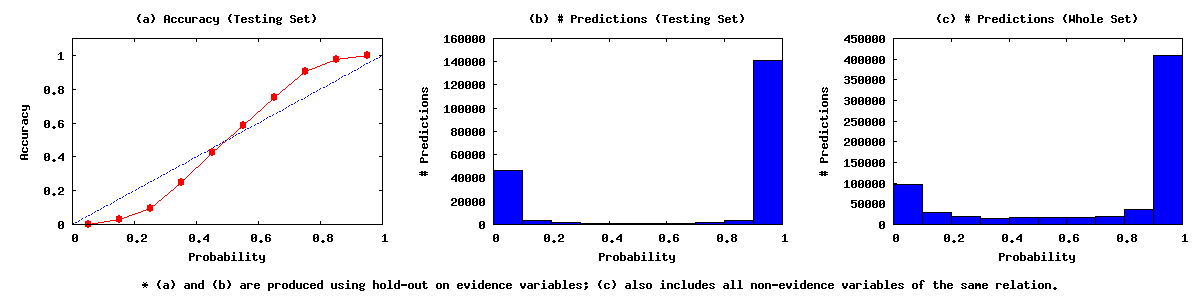 (a) Accuracy (Testing Set)
(b) # Predictions (Testing Set)
(c) # Predictions (Whole Set)
Accuracy
1
0.8
0.6
0.4
0.2
0
0 0.2 0.4 0.6 0.8 1
Probability
# Predictions
160000
140000
120000
100000
80000
60000
40000
20000
0
0 0.2 0.4 0.6 0.8 1
Probability
# Predictions
450000
400000
350000
300000
250000
200000
150000
100000
50000
0
0 0.2 0.4 0.6 0.8 1
Probability
* (a) and (b) are produced using hold-out on evidence variables; (c) also includes all non-evidence variables of the same relation.